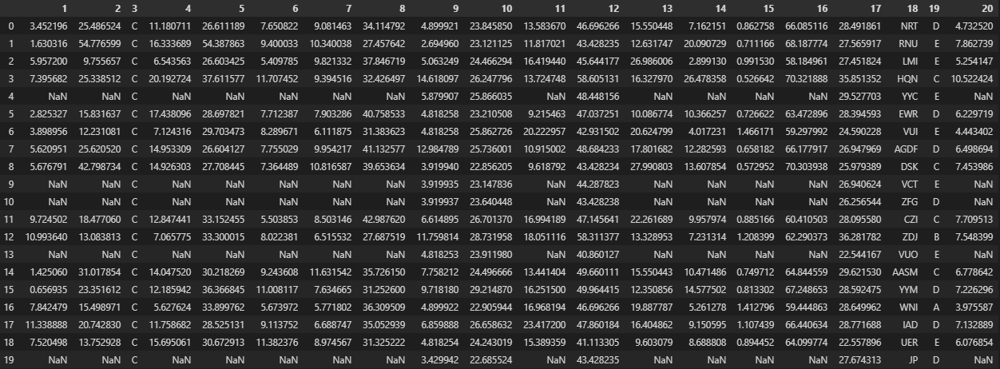 1 2 3 4 5 6 7 8 9 10 11 12 13 14 15 16 17 18 19 20
0 3.452196 25.486524 C 11.180711 26.611189 7.650822 9.081463 34.114792 4.899921 23.845850 13.583670 46.696266 15.550448 7.162151 0.862758 66.085116 28.491861 NRT D 4.732520
1 1.630316 54.776599 C 16.333689 54.387863 9.400033 10.340038 27.457642 2.694960 23.121125 11.817021 43.428235 12.631747 20.090729 0.711166 68.187774 27.565917 RNU E 7.862739
2 5.957200 9.755657 C 6.543563 26.603425 5.409785 9.821332 37.846719 5.063249 24.466294 16.419440 45.644177 26.986006 2.899130 0.991530 58.184961 27.451824 LMI E 5.254147
3 7.395682 25.338512 C 20.192724 37.611577 11.707452 9.394516 32.426497 14.618097 26.247796 13.724748 58.605131 16.327970 26.478358 0.526642 70.321888 35.851352 HQN C 10.522424
4 NaN NaN C NaN NaN NaN NaN NaN 5.879907 25.866035 NaN 48.448156 NaN NaN NaN NaN 29.527703 YYC E NaN
5 2.825327 15.831637 C 17.438096 28.697821 7.712387 7.903286 40.758533 4.818258 23.210508 9.215463 47.037251 10.086774 10.366257 0.726622 63.472896 28.394593 EWR D 6.229719
6 3.898956 12.231081 C 7.124316 29.703473 8.289671 6.111875 31.383623 4.818258 25.862726 20.222957 42.931502 20.624799 4.017231 1.466171 59.297992 24.590228 VUI E 4.443402
7 5.620951 25.620520 C 14.953309 26.604127 7.755029 9.954217 41.132577 12.984789 25.736001 10.915002 48.684233 17.801682 12.282593 0.658182 66.177917 26.947969 AGDF D 6.498694
8 5.676791 42.798734 C 14.926303 27.708445 7.364489 10.816587 39.653634 3.919940 22.856205 9.618792 43.428234 27.990803 13.607854 0.572952 70.303938 25.979389 DSK C 7.453986
9 NaN NaN C NaN NaN NaN NaN NaN 3.919935 23.147836 NaN 44.287823 NaN NaN NaN NaN 26.940624 VCT E NaN
10 NaN NaN C NaN NaN NaN NaN NaN 3.919937 23.640448 NaN 43.428238 NaN NaN NaN NaN 26.256544 ZFG D NaN
11 9.724502 18.477060 C 12.847441 33.152455 5.503853 8.503146 42.987620 6.614895 26.701370 16.994189 47.145641 22.261689 9.957974 0.885166 60.410503 28.095580 CZI C 7.709513
12 10.993640 13.083813 C 7.065775 33.300015 8.022381 6.515532 27.687519 11.759814 28.731958 18.051116 58.311377 13.328953 7.231314 1.208399 62.290373 36.281782 ZDJ B 7.548399
13 NaN NaN C NaN NaN NaN NaN NaN 4.818253 23.911980 NaN 40.860127 NaN NaN NaN NaN 22.544167 VUO E NaN
14 1.425060 31.017854 C 14.047520 30.218269 9.243608 11.631542 35.726150 7.758212 24.496666 13.441404 49.660111 15.550443 10.471486 0.749712 64.844559 29.621530 AASM C 6.778642
15 0.656935 23.351612 C 12.185942 36.366845 11.008117 7.634665 31.252600 9.718180 29.214870 16.251500 49.964415 12.350856 14.577502 0.813302 67.248653 28.592475 YYM D 7.226296
16 7.842479 15.498971 C 5.627624 33.899762 5.673972 5.771802 36.309509 4.899922 22.905944 16.968194 46.696266 19.887787 5.261278 1.412796 59.444863 28.649962 WNI A 3.975587
17 11.338888 20.742830 C 11.758682 28.525131 9.113752 6.688747 35.052939 6.859888 26.658632 23.417200 47.860184 16.404862 9.150595 1.107439 66.440634 28.771688 IAD D 7.132889
18 7.520498 13.752928 C 15.695061 30.672913 11.382376 8.974567 31.325222 4.818254 24.243019 15.389359 41.113305 9.603079 8.688808 0.894452 64.099774 22.557896 UER E 6.076854
19 NaN NaN C NaN NaN NaN NaN NaN 3.429942 22.685524 NaN 43.428235 NaN NaN NaN NaN 27.674313 JP D NaN